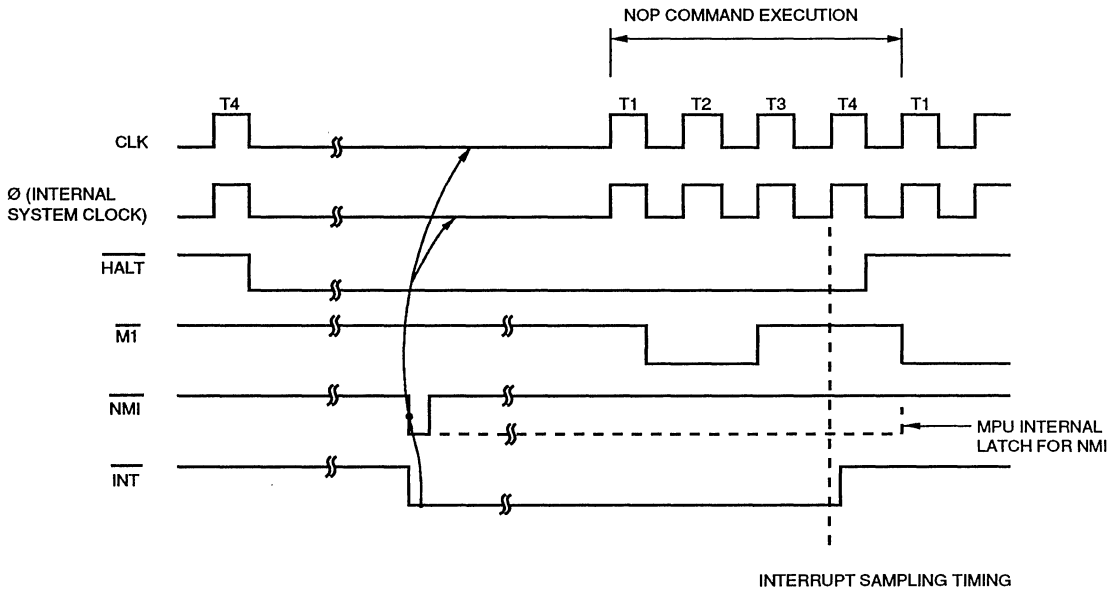 NOP COMMAND EXECUTION
T4 T1 T2 T3 T4 T1
CLK
Ø (INTERNAL
SYSTEM CLOCK)
HALT
M1
NMI
MPU INTERNAL
LATCH FOR NMI
INT
INTERRUPT SAMPLING TIMING